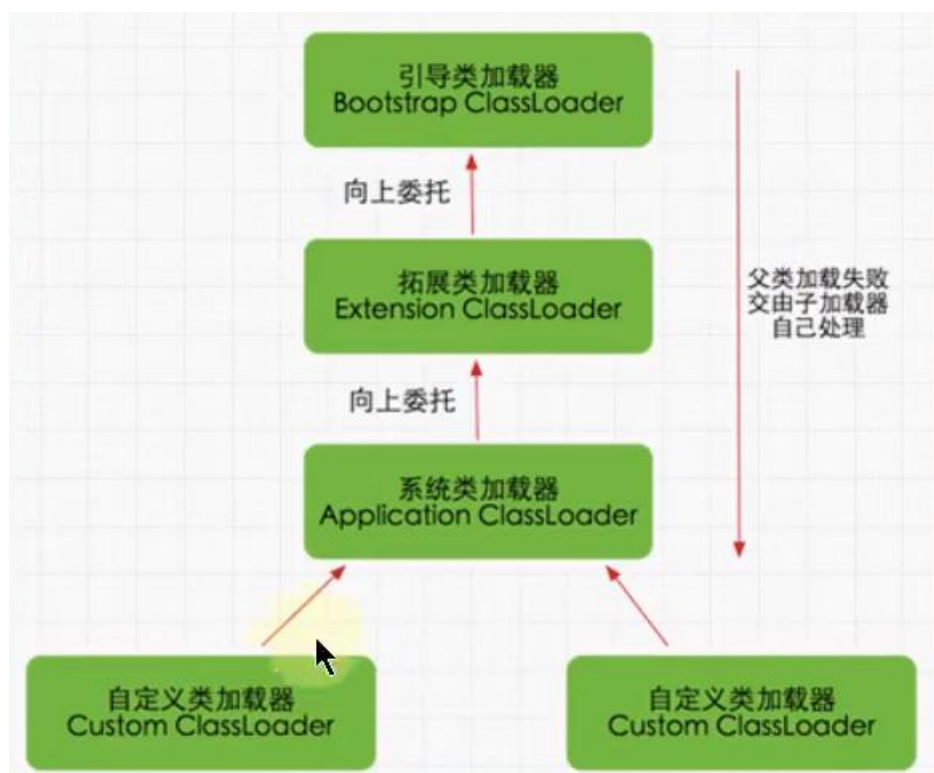 引导类加载器
Bootstrap ClassLoader
向上委托
拓展类加载器
Extension ClassLoader
父类加载失败
交由子加载器
自己处理
向上委托
系统类加载器
Application ClassLoader
自定义类加载器
Custom ClassLoader
自定义类加载器
Custom ClassLoader